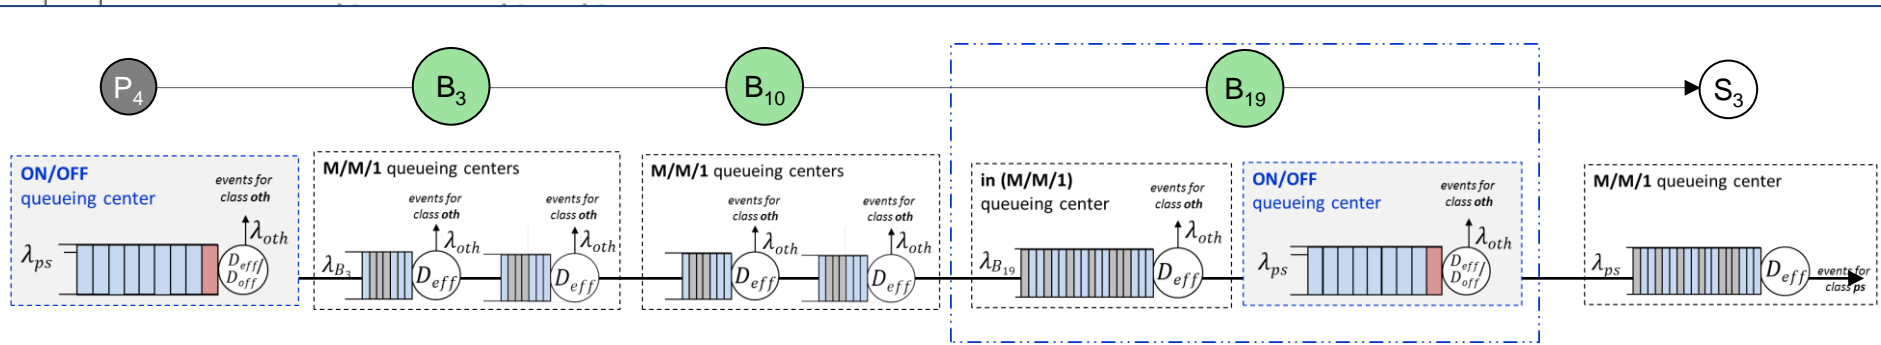 P4
B3
B10
B19
S3
ON/OFF
queueing center
events for
class oth
λoth
λps
Deff/
Doff
M/M/1 queueing centers
events for
class oth
λoth
λB3
Deff
events for
class oth
λoth
Deff
M/M/1 queueing centers
events for
class oth
λoth
Deff
events for
class oth
λoth
Deff
in (M/M/1)
queueing center
events for
class oth
λoth
λB19
Deff
ON/OFF
queueing center
events for
class oth
λoth
λps
Deff/
Doff
M/M/1 queueing center
λps
Deff
events for
class ps